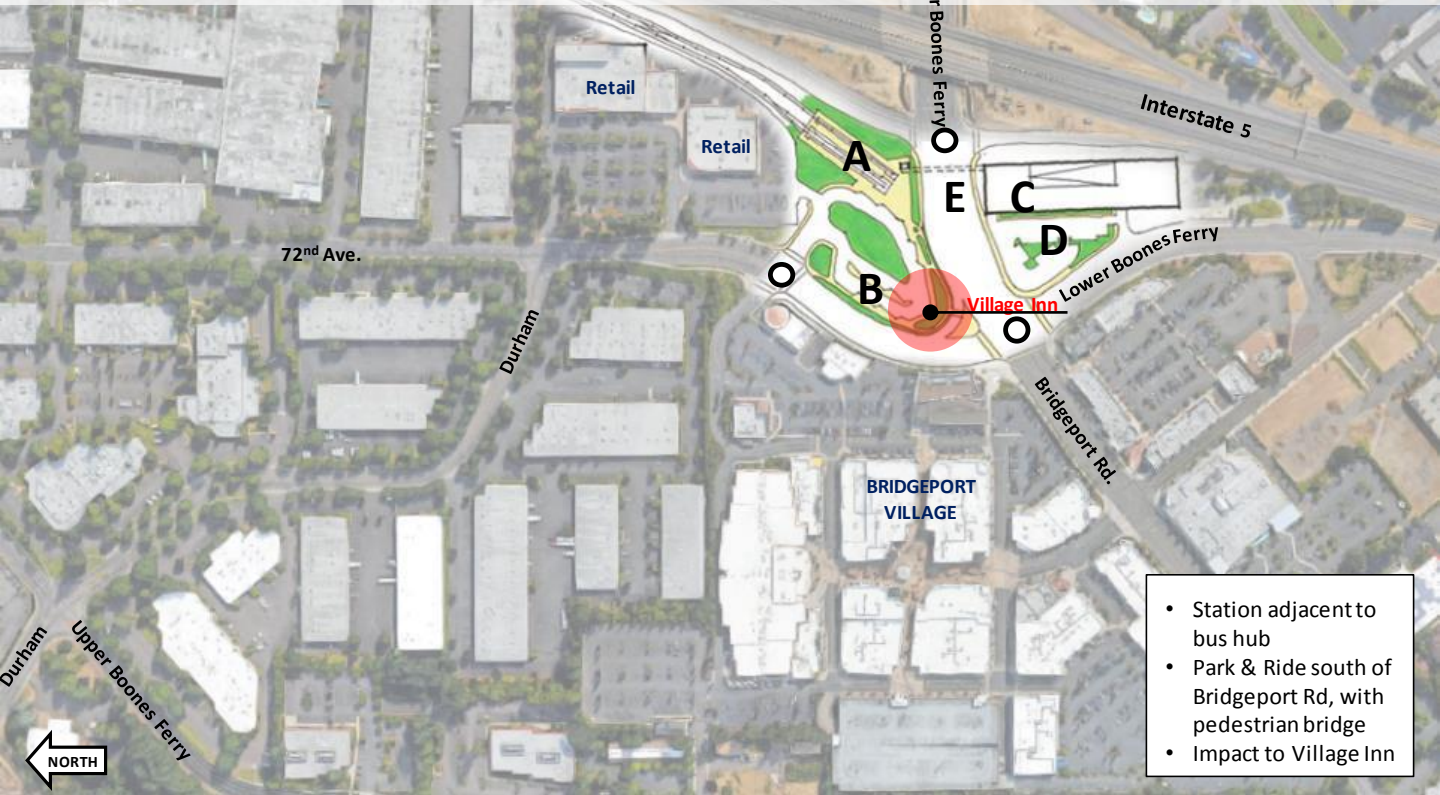 r Boones Ferry
Interstate 5
Retail
Retail
A
E
C
D
B
72nd Ave.
Lower Boones Ferry
Village Inn
Durham
Bridgeport Rd.
BRIDGEPORT
VILLAGE
Durham
Upper Boones Ferry
NORTH
• Station adjacent to
bus hub
• Park & Ride south of
Bridgeport Rd, with
pedestrian bridge
• Impact to Village Inn